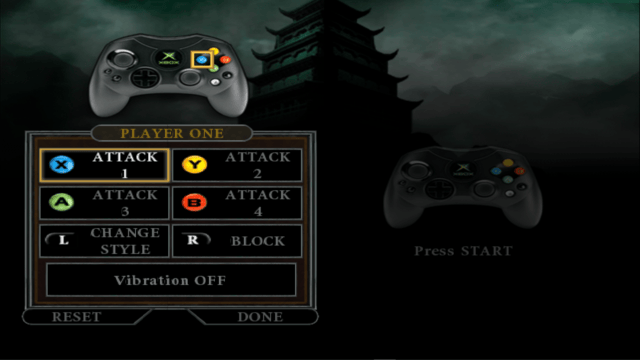 XBOX
PLAYER ONE
X ATTACK 1
Y ATTACK 2
A ATTACK 3
B ATTACK 4
L CHANGE STYLE
R BLOCK
Vibration OFF
RESET
DONE
Press START